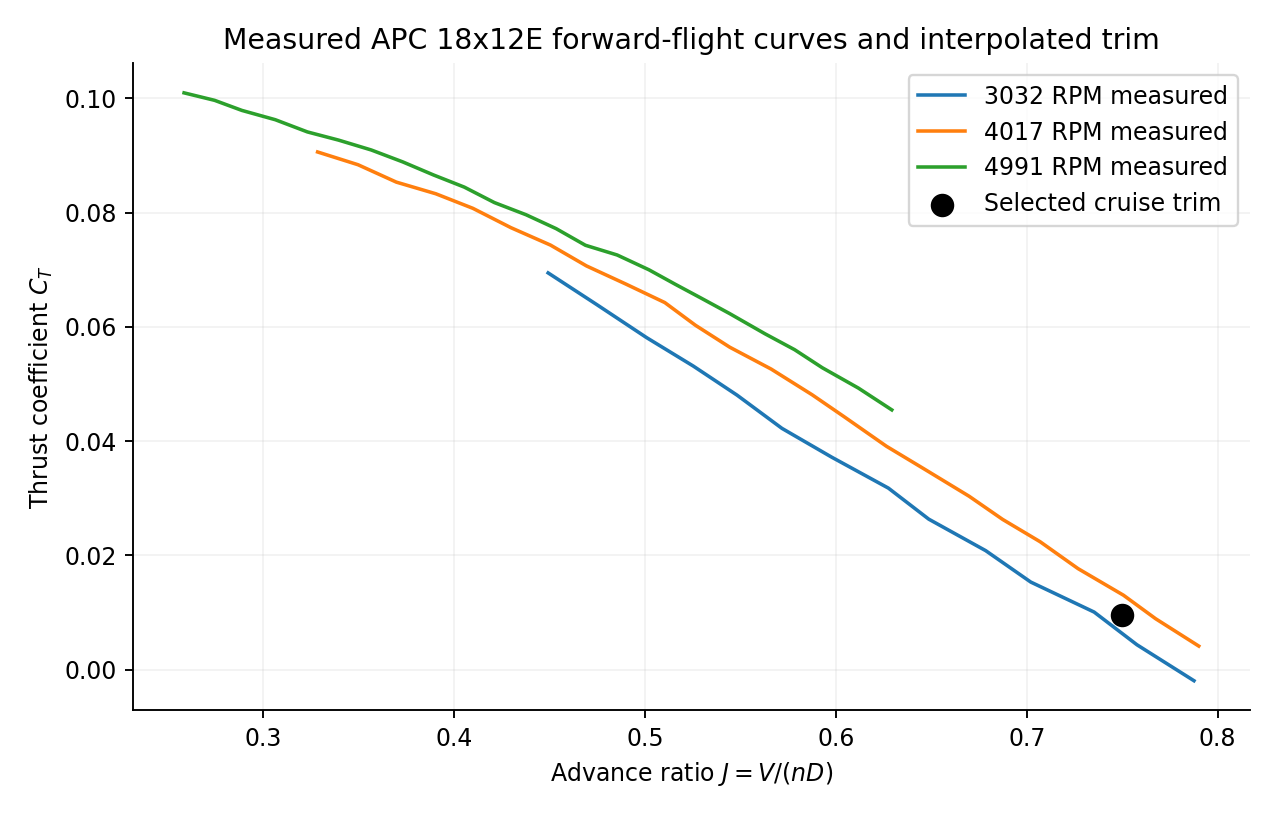 Measured APC 18x12E forward-flight curves and interpolated trim
3032 RPM measured
4017 RPM measured
4991 RPM measured
Selected cruise trim
Thrust coefficient C_T
0.10
0.08
0.06
0.04
0.02
0.00
0.3 0.4 0.5 0.6 0.7 0.8
Advance ratio J = V/(nD)